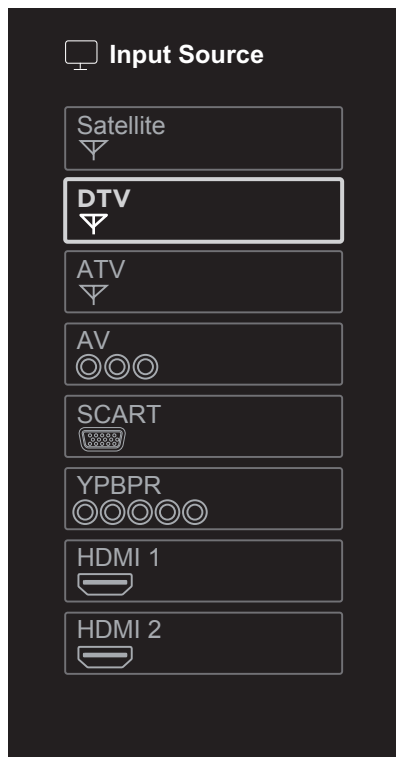 Input Source
Satellite
DTV
ATV
AV
SCART
YPBPR
HDMI 1
HDMI 2